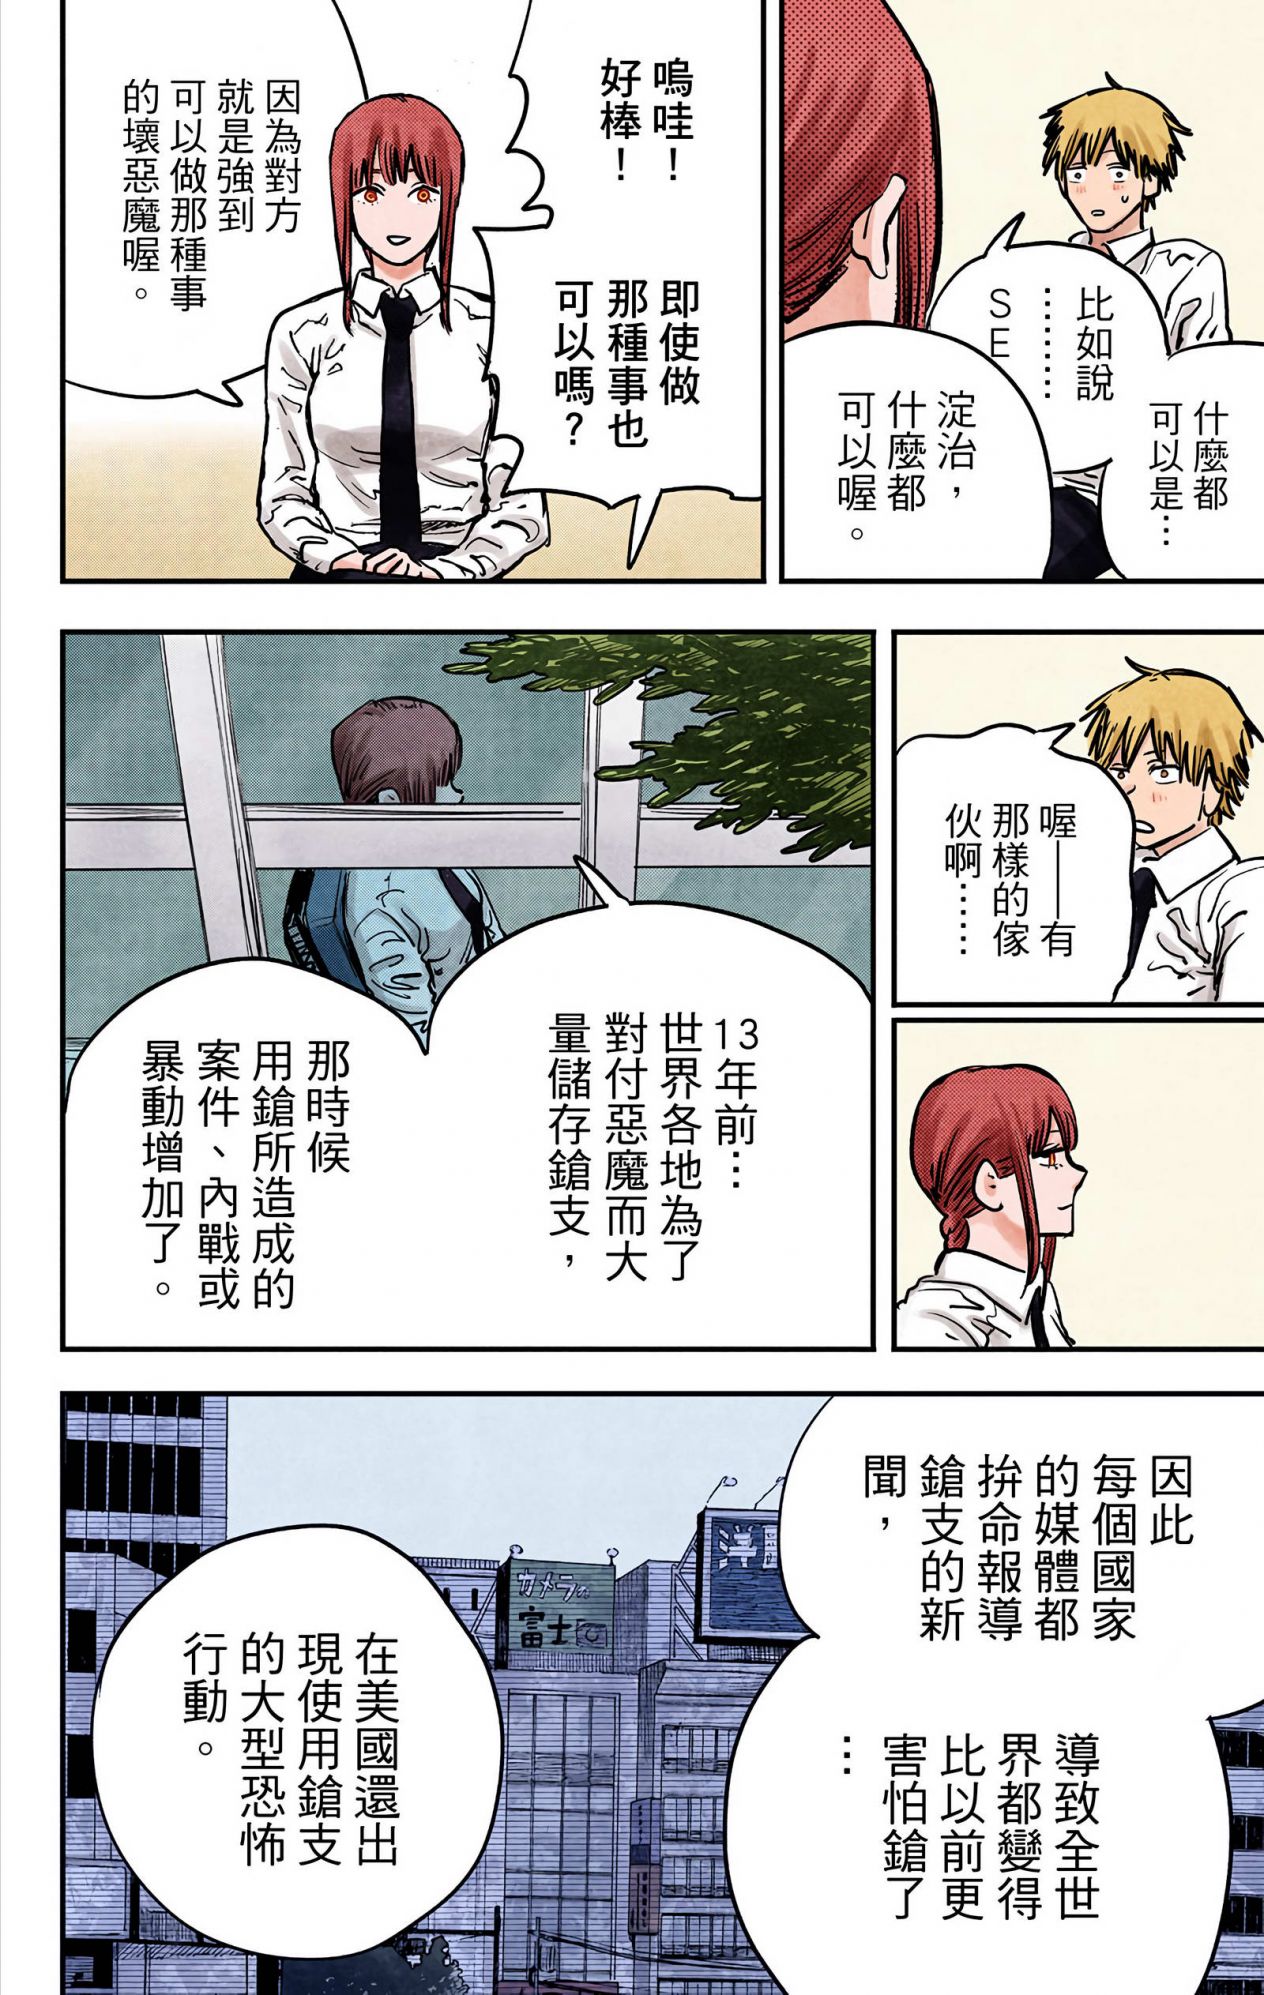 什麼都
可以是…
比如說
………
SE
淀治，
什麼都
可以喔。
嗚哇！
好棒！
即使做
那種事也
可以嗎？
因為對方
就是強到
可以做那種事
的壞惡魔喔。
喔——有
那樣的傢
伙啊……
13年前…
世界各地為了
對付惡魔而大
量儲存鎗支，
那時候
用鎗所造成的
案件、內戰或
暴動增加了。
因此
每個國家
的媒體都
拚命報導
鎗支的新
聞，
導致全世
界都變得
比以前更
害怕鎗了
…
カメラの
富士
在美國還出
現使用鎗支
的大型恐怖
行動。